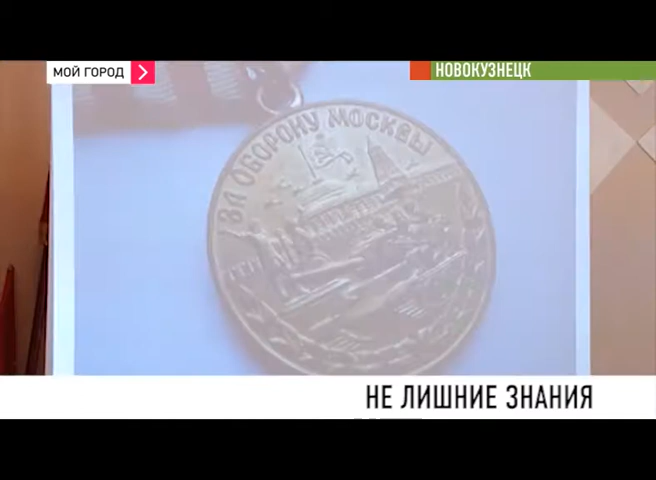 МОЙ ГОРОД
НОВОКУЗНЕЦК
ЗА ОБОРОНУ МОСКВЫ
НЕ ЛИШНИЕ ЗНАНИЯ